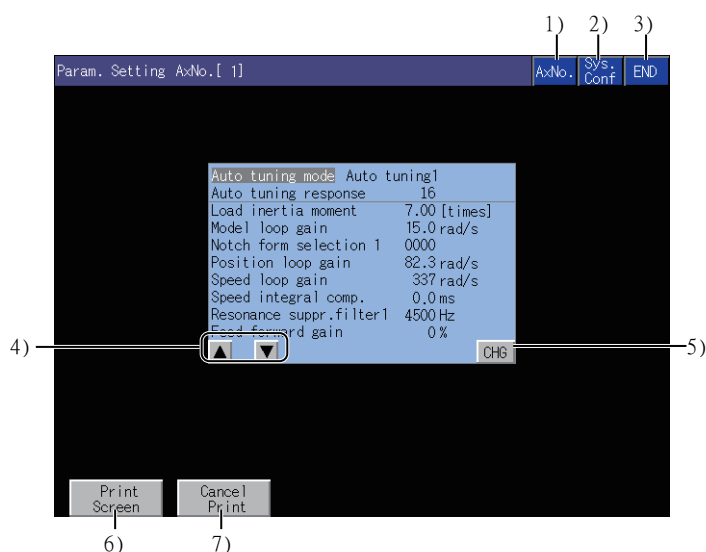 1) 2) 3)
Param. Setting AxNo.[ 1] AxNo. Sys. Conf END
Auto tuning mode Auto tuning1
Auto tuning response 16
Load inertia moment 7.00 [times]
Model loop gain 15.0 rad/s
Notch form selection 1 0000
Position loop gain 82.3 rad/s
Speed loop gain 337 rad/s
Speed integral comp. 0.0 ms
Resonance suppr.filter1 4500 Hz
Feed forward gain 0 %
4) ▲ ▼ CHG 5)
Print Screen Cancel Print
6) 7)